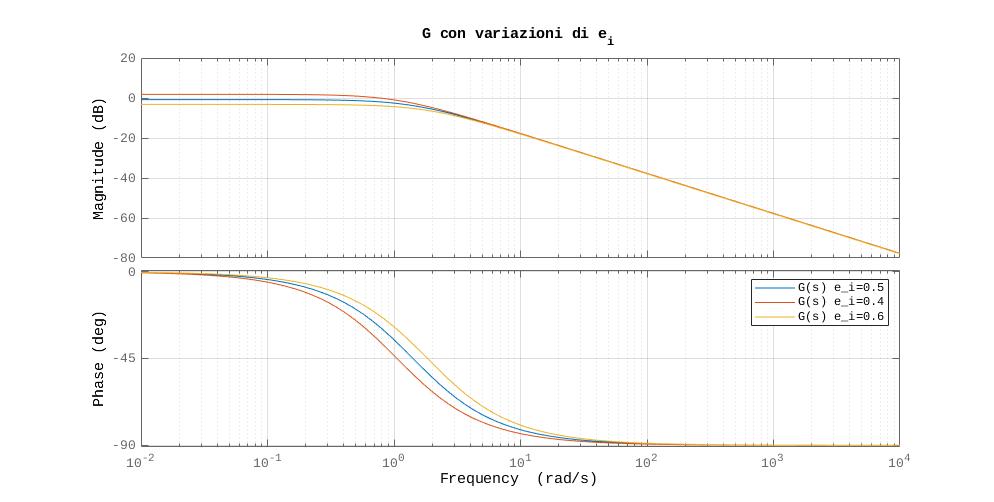 G con variazioni di e_i
20
0
-20
-40
-60
-80
Magnitude (dB)
0
-45
-90
Phase (deg)
G(s) e_i=0.5
G(s) e_i=0.4
G(s) e_i=0.6
10^-2 10^-1 10^0 10^1 10^2 10^3 10^4
Frequency (rad/s)